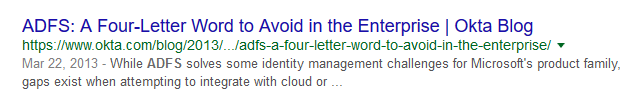 ADFS: A Four-Letter Word to Avoid in the Enterprise | Okta Blog
https://www.okta.com/blog/2013/.../adfs-a-four-letter-word-to-avoid-in-the-enterprise/
Mar 22, 2013 - While ADFS solves some identity management challenges for Microsoft's product family,
gaps exist when attempting to integrate with cloud or ...